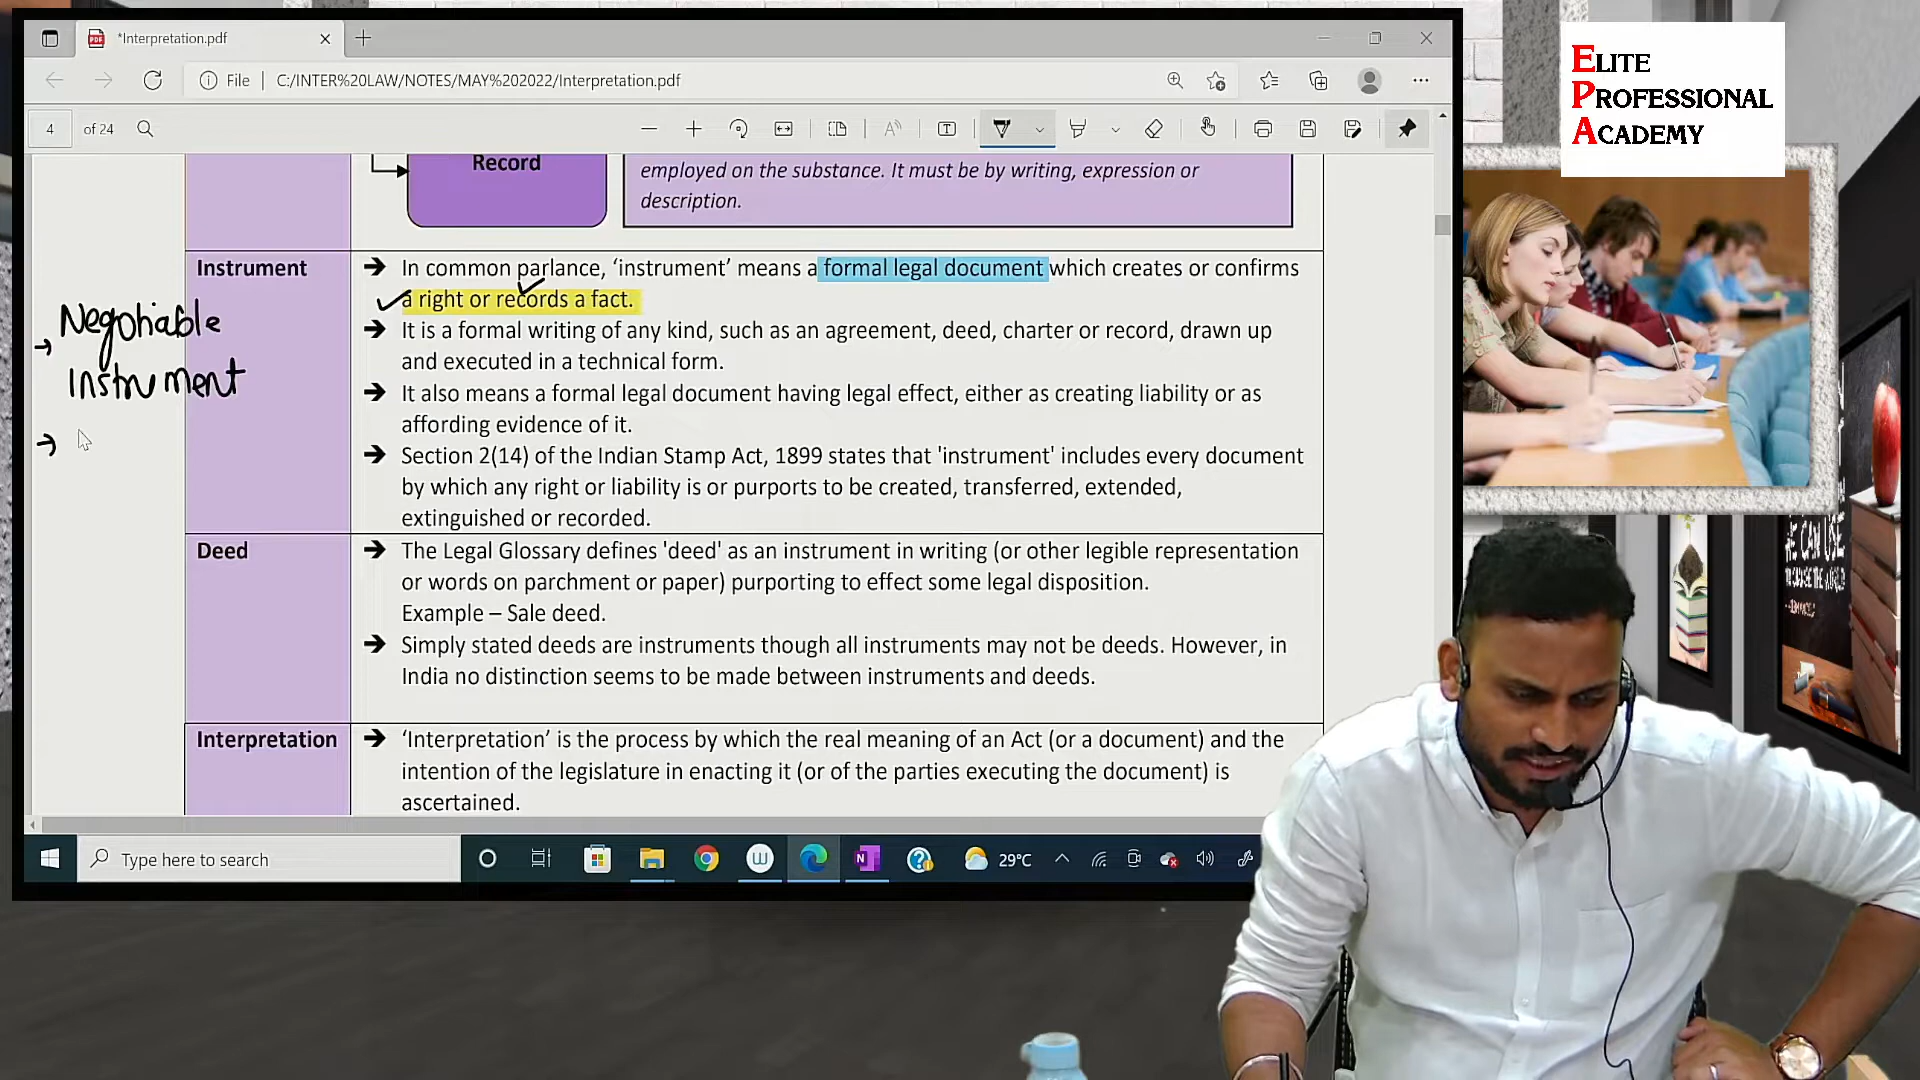 *Interpretation.pdf
File
C:/INTER%20LAW/NOTES/MAY%202022/Interpretation.pdf
4 of 24
ELITE
PROFESSIONAL
ACADEMY
Record
employed on the substance. It must be by writing, expression or
description.
Instrument
➔ In common parlance, ‘instrument’ means a formal legal document which creates or confirms
a right or records a fact.
➔ It is a formal writing of any kind, such as an agreement, deed, charter or record, drawn up
and executed in a technical form.
➔ It also means a formal legal document having legal effect, either as creating liability or as
affording evidence of it.
➔ Section 2(14) of the Indian Stamp Act, 1899 states that 'instrument' includes every document
by which any right or liability is or purports to be created, transferred, extended,
extinguished or recorded.
→ Negotiable
Instrument
→
Deed
➔ The Legal Glossary defines 'deed' as an instrument in writing (or other legible representation
or words on parchment or paper) purporting to effect some legal disposition.
Example – Sale deed.
➔ Simply stated deeds are instruments though all instruments may not be deeds. However, in
India no distinction seems to be made between instruments and deeds.
Interpretation
➔ ‘Interpretation’ is the process by which the real meaning of an Act (or a document) and the
intention of the legislature in enacting it (or of the parties executing the document) is
ascertained.
Type here to search
29°C
WE CAN USE